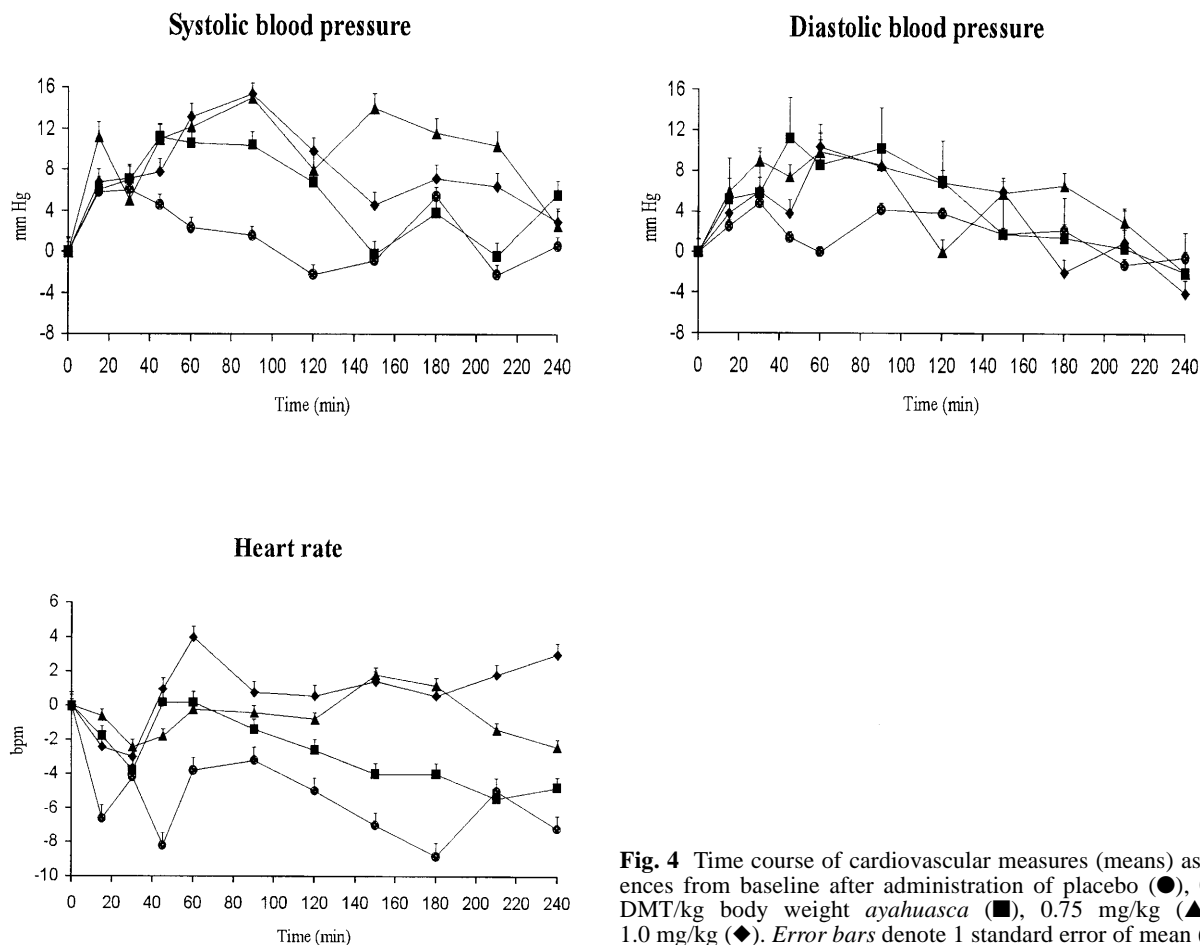 Systolic blood pressure
16
12
8
4
0
-4
-8
mm Hg
0 20 40 60 80 100 120 140 160 180 200 220 240
Time (min)
Diastolic blood pressure
16
12
8
4
0
-4
-8
mm Hg
0 20 40 60 80 100 120 140 160 180 200 220 240
Time (min)
Heart rate
6
4
2
0
-2
-4
-6
-8
-10
bpm
0 20 40 60 80 100 120 140 160 180 200 220 240
Time (min)
Fig. 4 Time course of cardiovascular measures (means) as
ences from baseline after administration of placebo (●),
DMT/kg body weight ayahuasca (■), 0.75 mg/kg (▲
1.0 mg/kg (◆). Error bars denote 1 standard error of mean (